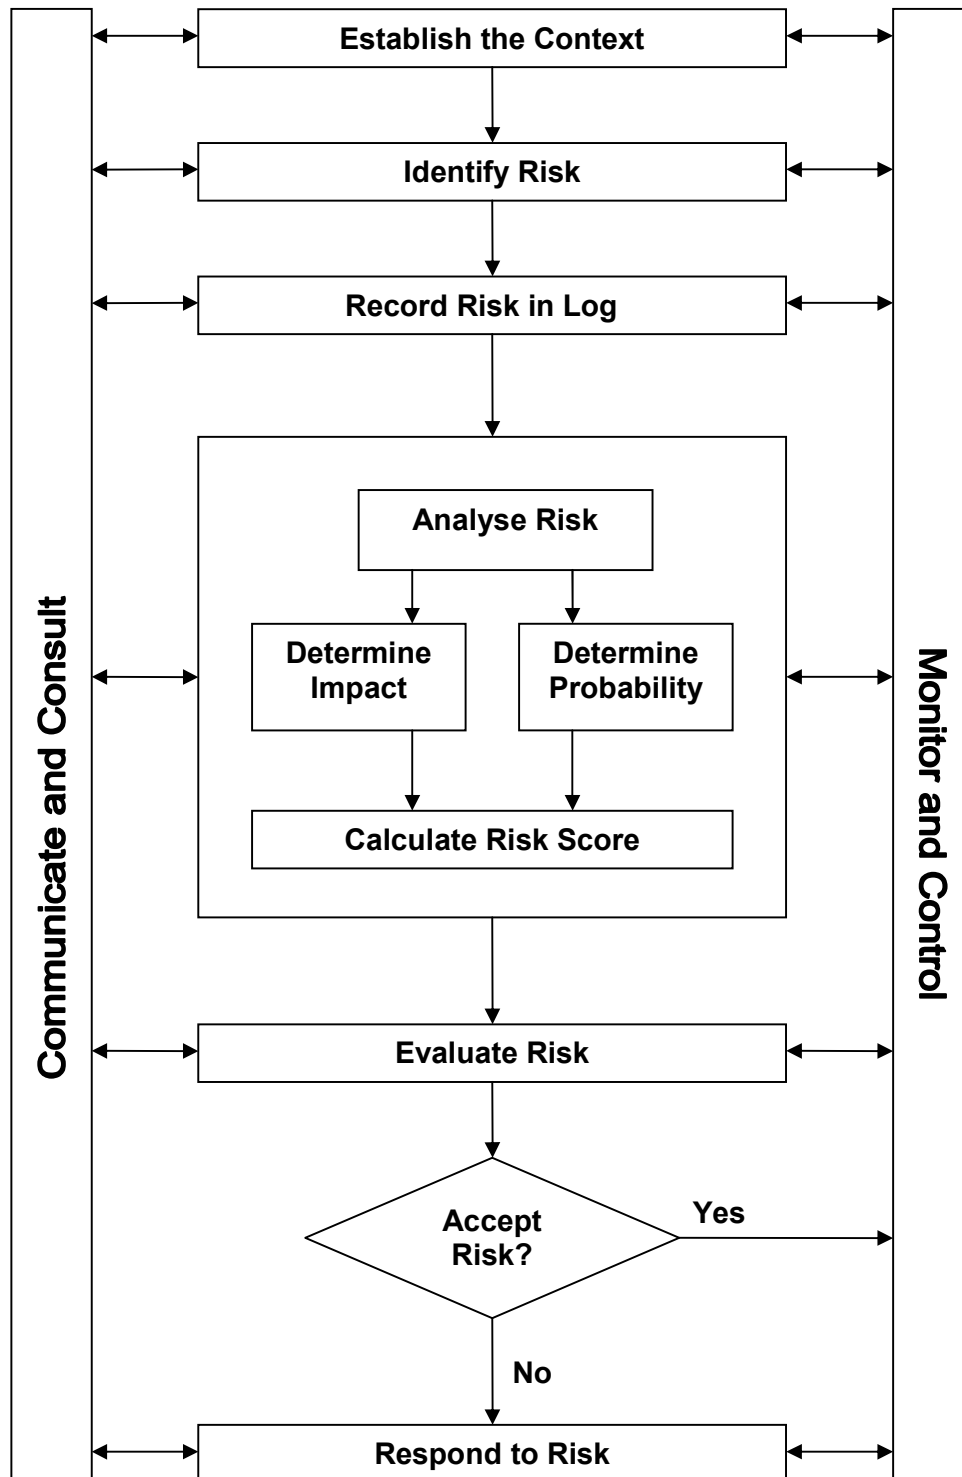 Establish the Context
Identify Risk
Record Risk in Log
Analyse Risk
Determine
Impact
Determine
Probability
Calculate Risk Score
Communicate and Consult
Monitor and Control
Evaluate Risk
Accept
Risk?
Yes
No
Respond to Risk